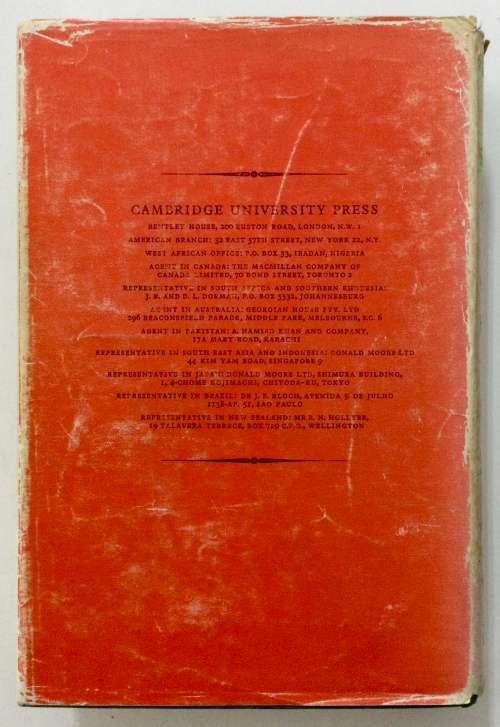 CAMBRIDGE UNIVERSITY PRESS
BENTLEY HOUSE, 200 EUSTON ROAD, LONDON, N.W. 1
AMERICAN BRANCH: 32 EAST 57TH STREET, NEW YORK 22, N.Y.
WEST AFRICAN OFFICE: P.O. BOX 33, IBADAN, NIGERIA
AGENT IN CANADA: THE MACMILLAN COMPANY OF
CANADA LIMITED, 70 BOND STREET, TORONTO 2
REPRESENTATIVE IN SOUTH AFRICA AND SOUTHERN RHODESIA:
J. R. AND D. L. DORMAN, P.O. BOX 3332, JOHANNESBURG
AGENT IN AUSTRALIA: GEORGIAN HOUSE PTY. LTD
296 BEACONSFIELD PARADE, MIDDLE PARK, MELBOURNE, S.C. 6
AGENT IN PAKISTAN: A. HAMEED KHAN AND COMPANY,
17A MARY ROAD, KARACHI
REPRESENTATIVE IN SOUTH-EAST ASIA AND INDONESIA: DONALD MOORE LTD
44 KIM YAM ROAD, SINGAPORE 9
REPRESENTATIVE IN JAPAN: DONALD MOORE LTD, SHIMURA BUILDING,
1, 4-CHOME KOJIMACHI, CHIYODA-KU, TOKYO
REPRESENTATIVE IN BRAZIL: DR J. E. BLOCH, AVENIDA 9 DE JULHO
1138-AP. 51, SAO PAULO
REPRESENTATIVE IN NEW ZEALAND: MR R. H.
19 TALAVERA TERRACE, BOX 720 C.P.O., WELLINGTON